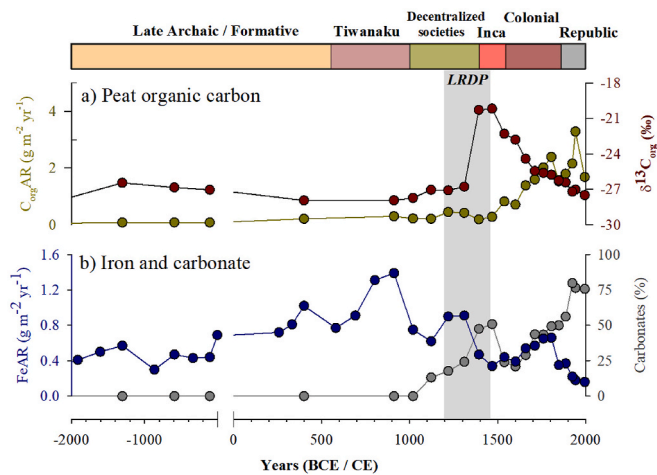 Late Archaic / Formative
Tiwanaku
Decentralized
societies
Inca
Colonial
Republic
LRDP
a) Peat organic carbon
4
2
0
CorgAR (g m-2 yr-1)
-18
-21
-24
-27
-30
δ13Corg (‰)
b) Iron and carbonate
1.6
1.2
0.8
0.4
0.0
FeAR (g m-2 yr-1)
100
75
50
25
0
Carbonates (%)
-2000
-1000
0
500
1000
1500
2000
Years (BCE / CE)